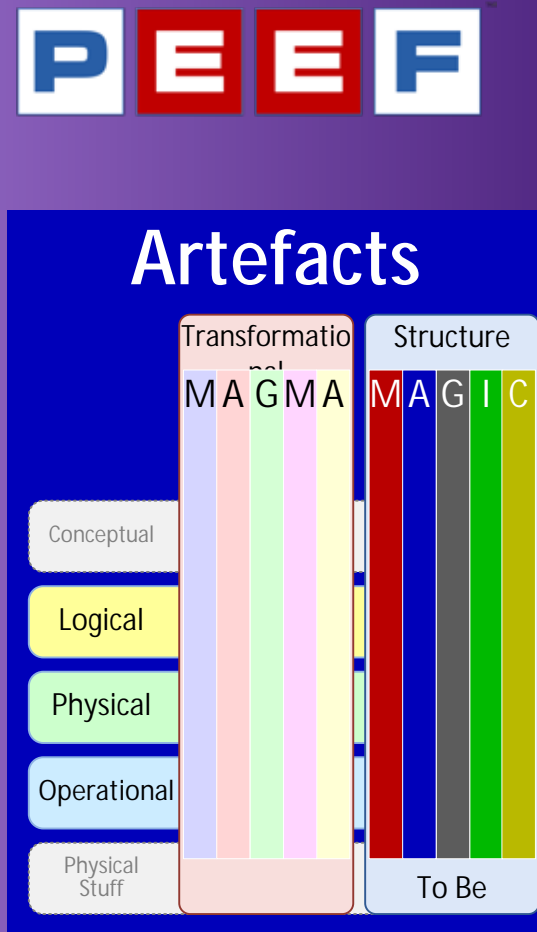 PEEF
Artefacts
Transformatio
Structure
M A G M A
M A G I C
Conceptual
Logical
Physical
Operational
Physical
Stuff
To Be